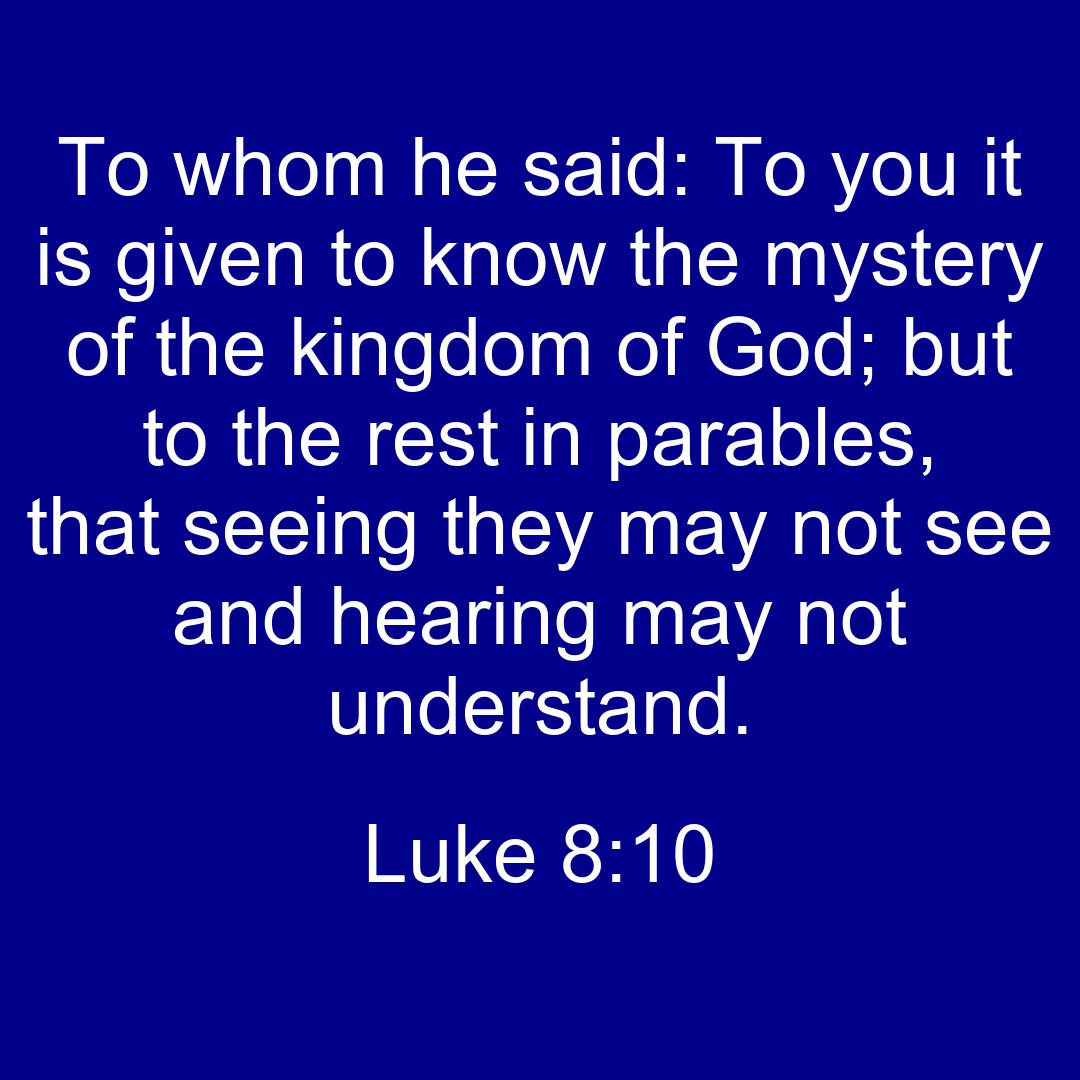 To whom he said: To you it
is given to know the mystery
of the kingdom of God; but
to the rest in parables,
that seeing they may not see
and hearing may not
understand.
Luke 8:10